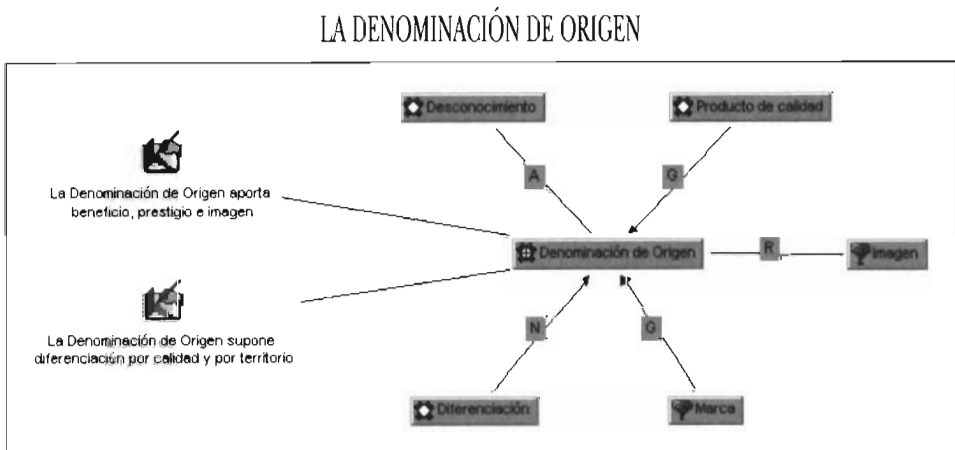 LA DENOMINACIÓN DE ORIGEN
Desconocimiento
Producto de calidad
A
G
La Denominación de Origen aporta
beneficio, prestigio e imagen
Denominación de Origen
R
Imagen
La Denominación de Origen supone
diferenciación por calidad y por territorio
N
G
Diferenciación
Marca